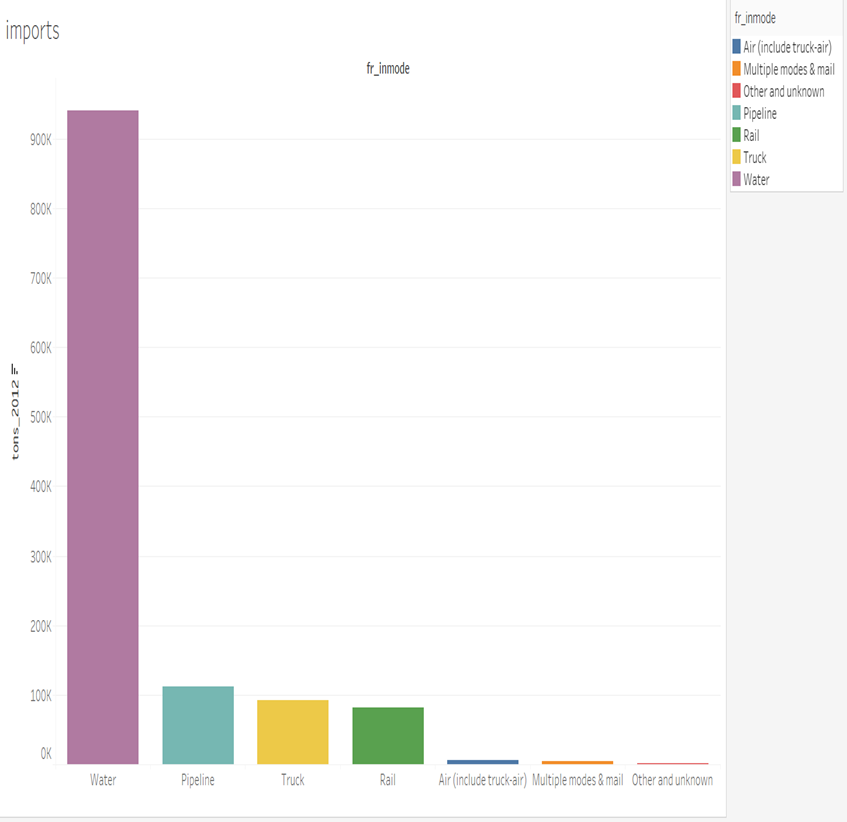 imports
fr_inmode
900K
800K
700K
600K
500K
400K
300K
200K
100K
0K
tons_2012
Water
Pipeline
Truck
Rail
Air (include truck-air)
Multiple modes & mail
Other and unknown
fr_inmode
Air (include truck-air)
Multiple modes & mail
Other and unknown
Pipeline
Rail
Truck
Water